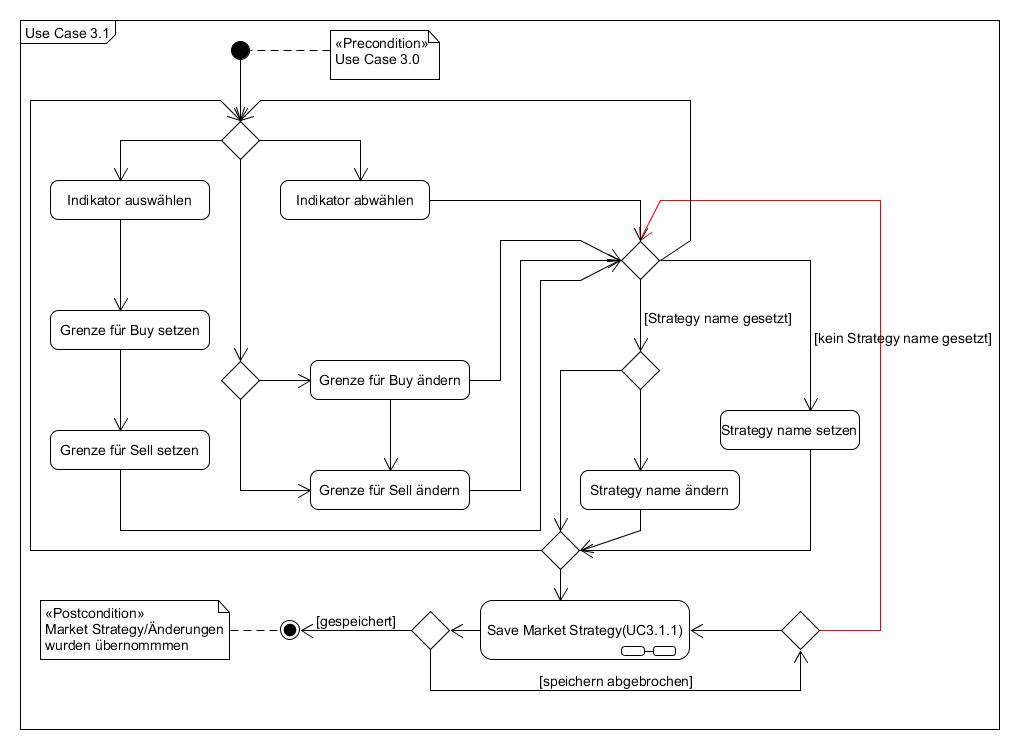 Use Case 3.1
«Precondition»
Use Case 3.0
Indikator auswählen
Indikator abwählen
[Strategy name gesetzt]
Grenze für Buy setzen
[kein Strategy name gesetzt]
Grenze für Buy ändern
Strategy name setzen
Grenze für Sell setzen
Grenze für Sell ändern
Strategy name ändern
«Postcondition»
Market Strategy/Änderungen
wurden übernommmen
[gespeichert]
Save Market Strategy(UC3.1.1)
[speichern abgebrochen]